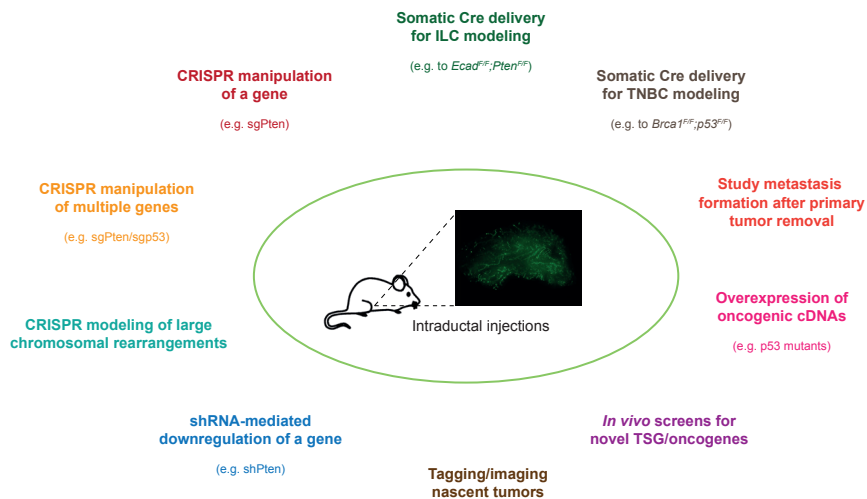 Somatic Cre delivery
for ILC modeling
(e.g. to Ecad^F/F;Pten^F/F)
CRISPR manipulation
of a gene
(e.g. sgPten)
Somatic Cre delivery
for TNBC modeling
(e.g. to Brca1^F/F;p53^F/F)
CRISPR manipulation
of multiple genes
(e.g. sgPten/sgp53)
Study metastasis
formation after primary
tumor removal
CRISPR modeling of large
chromosomal rearrangements
Intraductal injections
Overexpression of
oncogenic cDNAs
(e.g. p53 mutants)
shRNA-mediated
downregulation of a gene
(e.g. shPten)
In vivo screens for
novel TSG/oncogenes
Tagging/imaging
nascent tumors